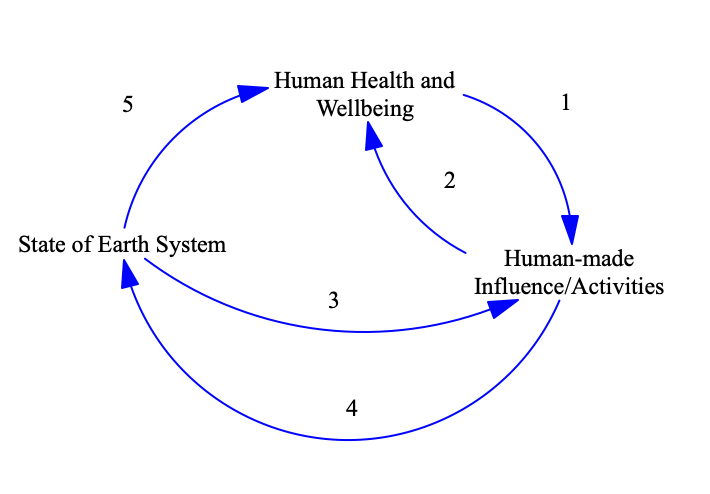 Human Health and
Wellbeing
5
1
2
State of Earth System
Human-made
Influence/Activities
3
4